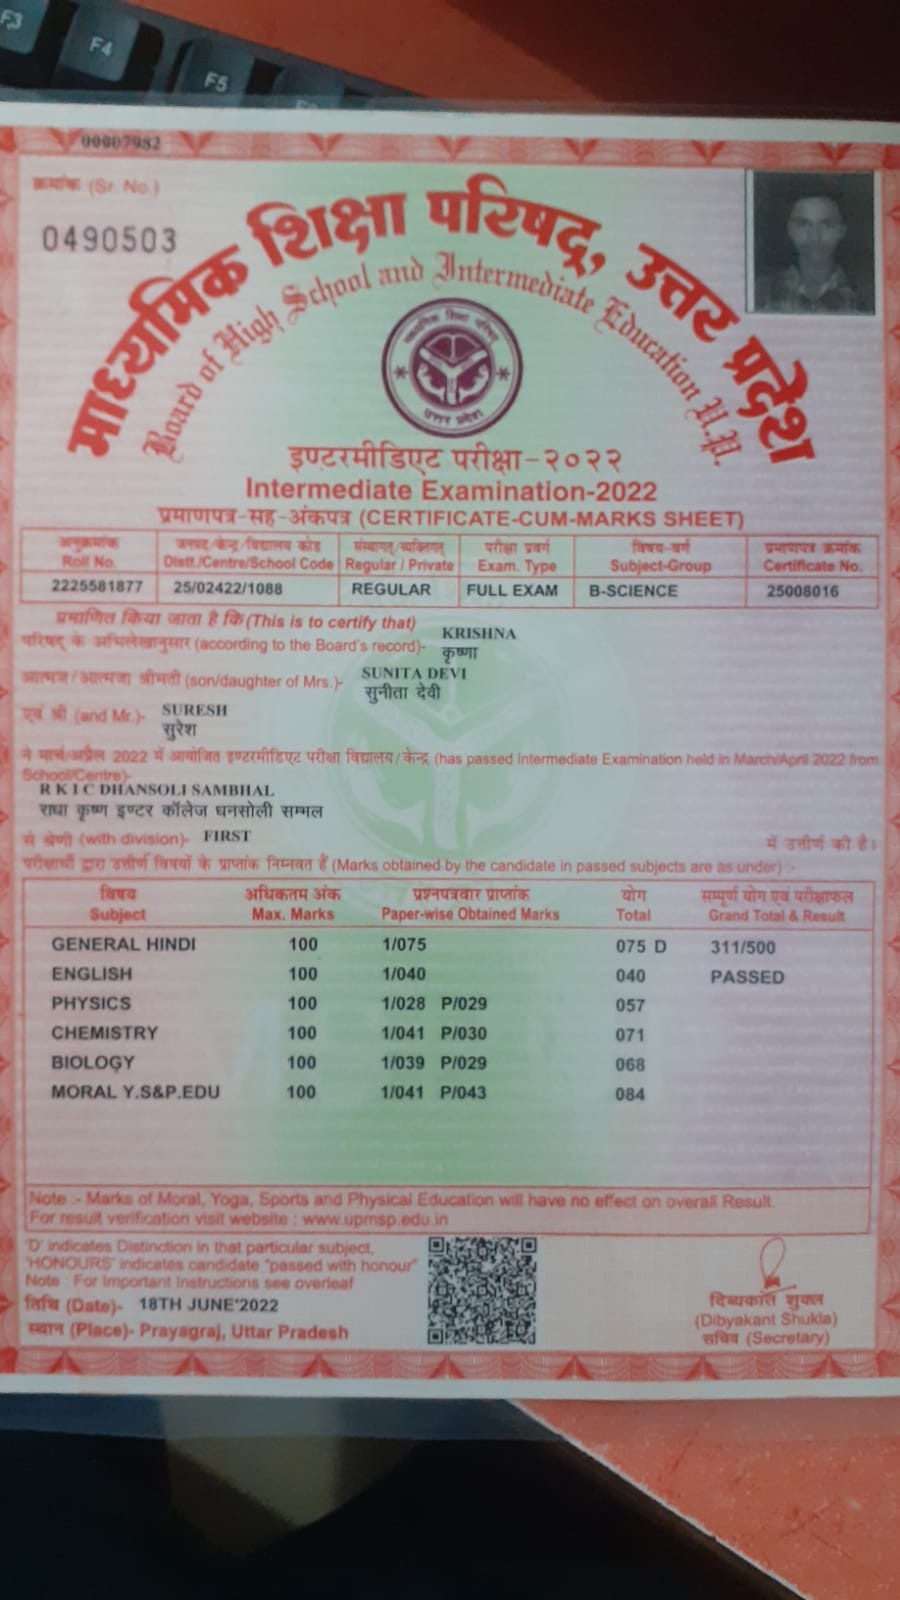 F3
F4
F5
00007982
क्रमांक (Sr. No.)
0490503
माध्यमिक शिक्षा परिषद्, उत्तर प्रदेश
Board of High School and Intermediate Education U.P.
माध्यमिक शिक्षा परिषद्
उत्तर प्रदेश
इण्टरमीडिएट परीक्षा-२०२२
Intermediate Examination-2022
प्रमाणपत्र-सह-अंकपत्र (CERTIFICATE-CUM-MARKS SHEET)
अनुक्रमांक जनपद/केन्द्र/विद्यालय कोड संस्थागत/व्यक्तिगत परीक्षा प्रवर्ग विषय-वर्ग प्रमाणपत्र क्रमांक
Roll No. Distt./Centre/School Code Regular / Private Exam. Type Subject-Group Certificate No.
2225581877 25/02422/1088 REGULAR FULL EXAM B-SCIENCE 25008016
प्रमाणित किया जाता है कि (This is to certify that)
परिषद् के अभिलेखानुसार (according to the Board's record)- KRISHNA
कृष्णा
आत्मज/आत्मजा श्रीमती (son/daughter of Mrs.)- SUNITA DEVI
सुनीता देवी
एवं श्री (and Mr.)- SURESH
सुरेश
ने मार्च/अप्रैल 2022 में आयोजित इण्टरमीडिएट परीक्षा विद्यालय/केन्द्र (has passed Intermediate Examination held in March/April 2022 from
School/Centre)-
R K I C DHANSOLI SAMBHAL
राधा कृष्ण इण्टर कॉलेज धनसोली सम्भल
से श्रेणी (with division)- FIRST में उत्तीर्ण की है।
परीक्षार्थी द्वारा उत्तीर्ण विषयों के प्राप्तांक निम्नवत हैं (Marks obtained by the candidate in passed subjects are as under) :-
विषय अधिकतम अंक प्रश्नपत्रवार प्राप्तांक योग सम्पूर्ण योग एवं परीक्षाफल
Subject Max. Marks Paper-wise Obtained Marks Total Grand Total & Result
GENERAL HINDI 100 1/075 075 D 311/500
ENGLISH 100 1/040 040 PASSED
PHYSICS 100 1/028 P/029 057
CHEMISTRY 100 1/041 P/030 071
BIOLOGY 100 1/039 P/029 068
MORAL Y.S&P.EDU 100 1/041 P/043 084
Note :- Marks of Moral, Yoga, Sports and Physical Education will have no effect on overall Result.
For result verification visit website : www.upmsp.edu.in
'D' indicates Distinction in that particular subject,
'HONOURS' indicates candidate "passed with honour"
Note : For Important Instructions see overleaf
तिथि (Date)- 18TH JUNE'2022
स्थान (Place)- Prayagraj, Uttar Pradesh
दिब्यकांत शुक्ल
(Dibyakant Shukla)
सचिव (Secretary)